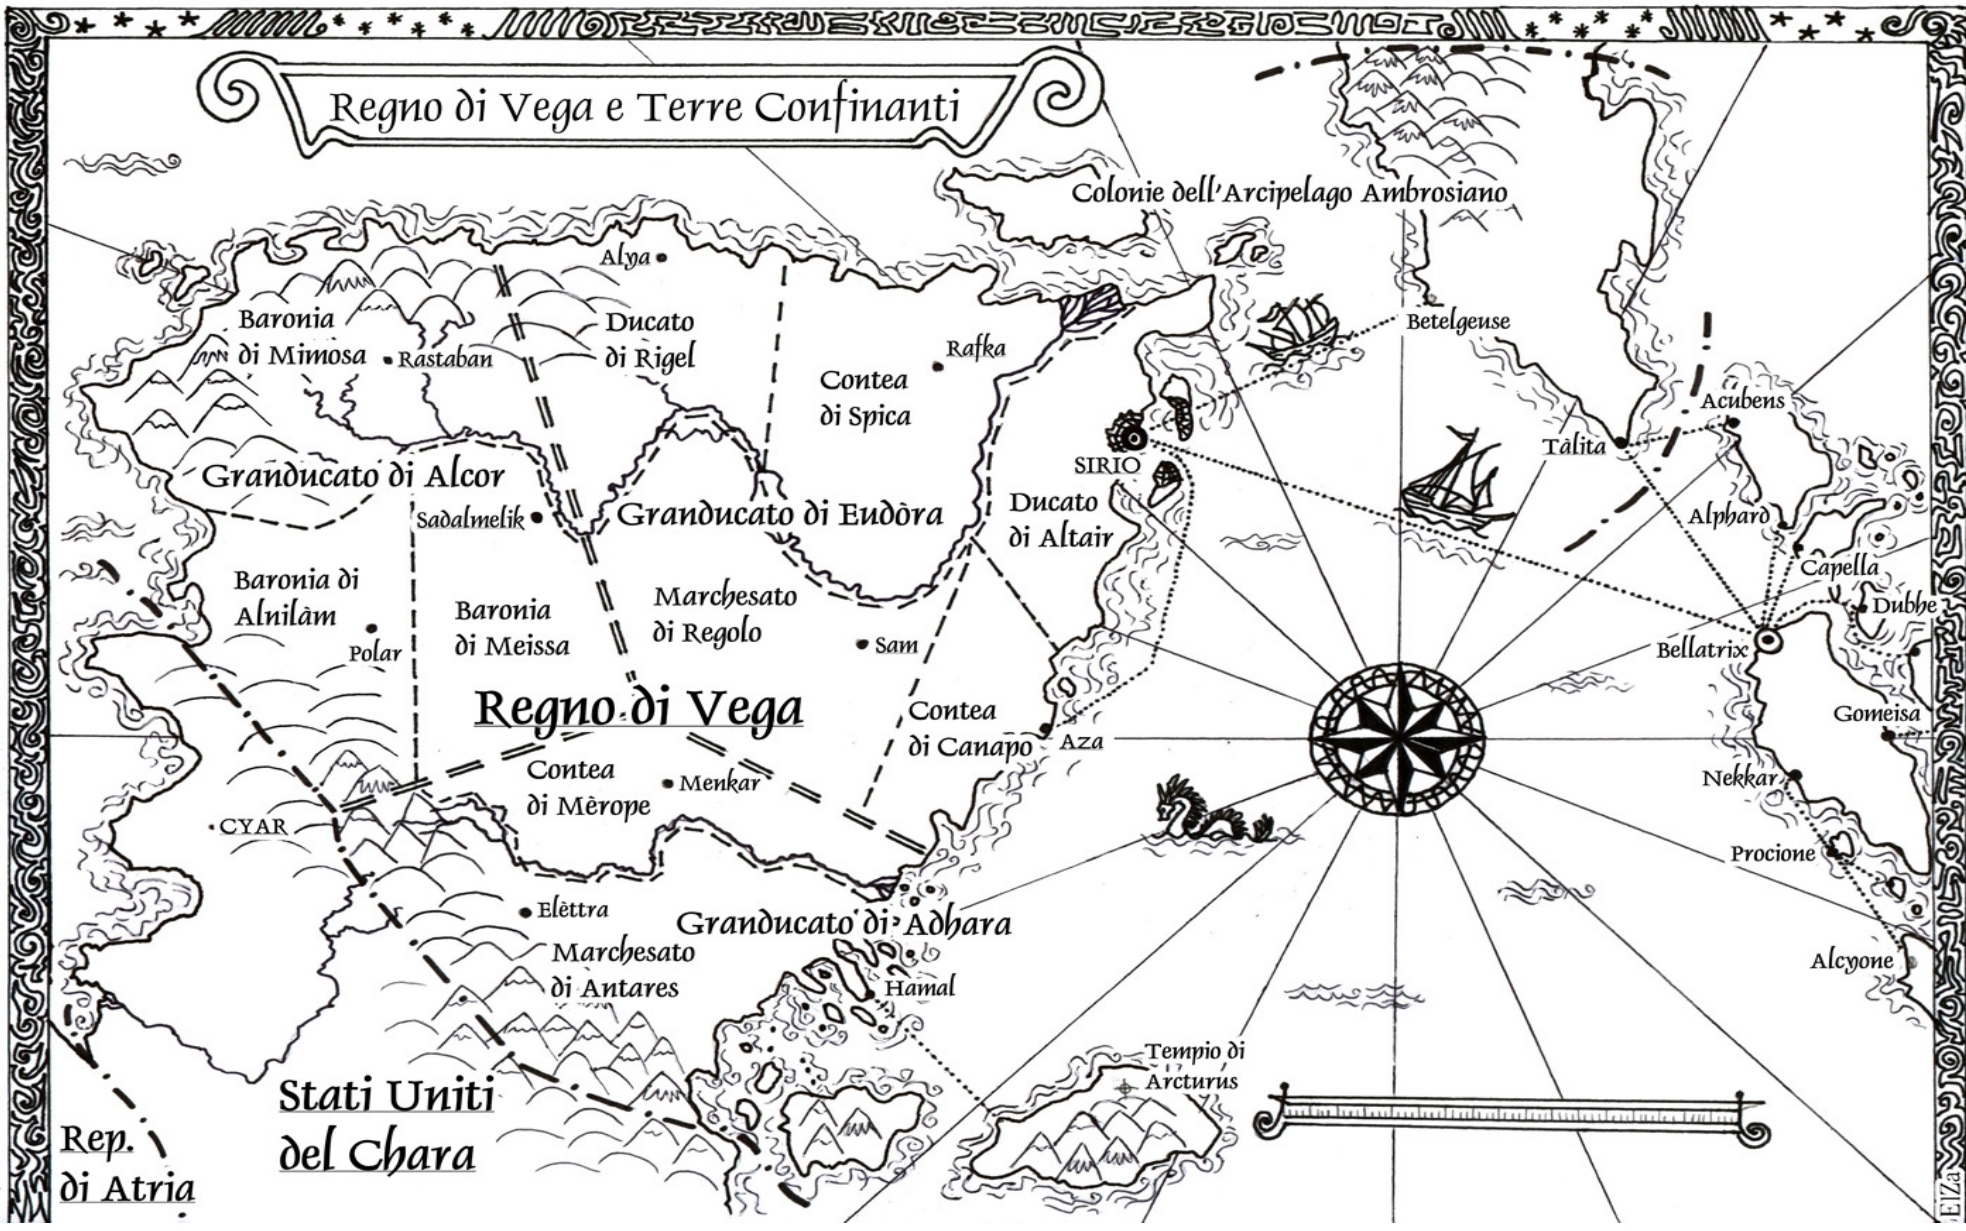 Regno di Vega e Terre Confinanti
Colonie dell'Arcipelago Ambrosiano
Alya
Baronia
di Mimosa
Rastaban
Ducato
di Rigel
Contea
di Spica
Rafka
Betelgeuse
Acubens
Tàlita
SIRIO
Granducato di Alcor
Sadalmelik
Granducato di Eudòra
Ducato
di Altair
Alphard
Capella
Dubhe
Baronia di
Alnilàm
Polar
Baronia
di Meissa
Marchesato
di Regolo
Sam
Bellatrix
Regno di Vega
Contea
di Canapo
Aza
Gomeisa
Contea
di Mèrope
Menkar
Nekkar
CYAR
Procione
Elèttra
Granducato di Adhara
Marchesato
di Antares
Hamal
Alcyone
Tempio di
Arcturus
Stati Uniti
del Chara
Rep.
di Atria
ElZa